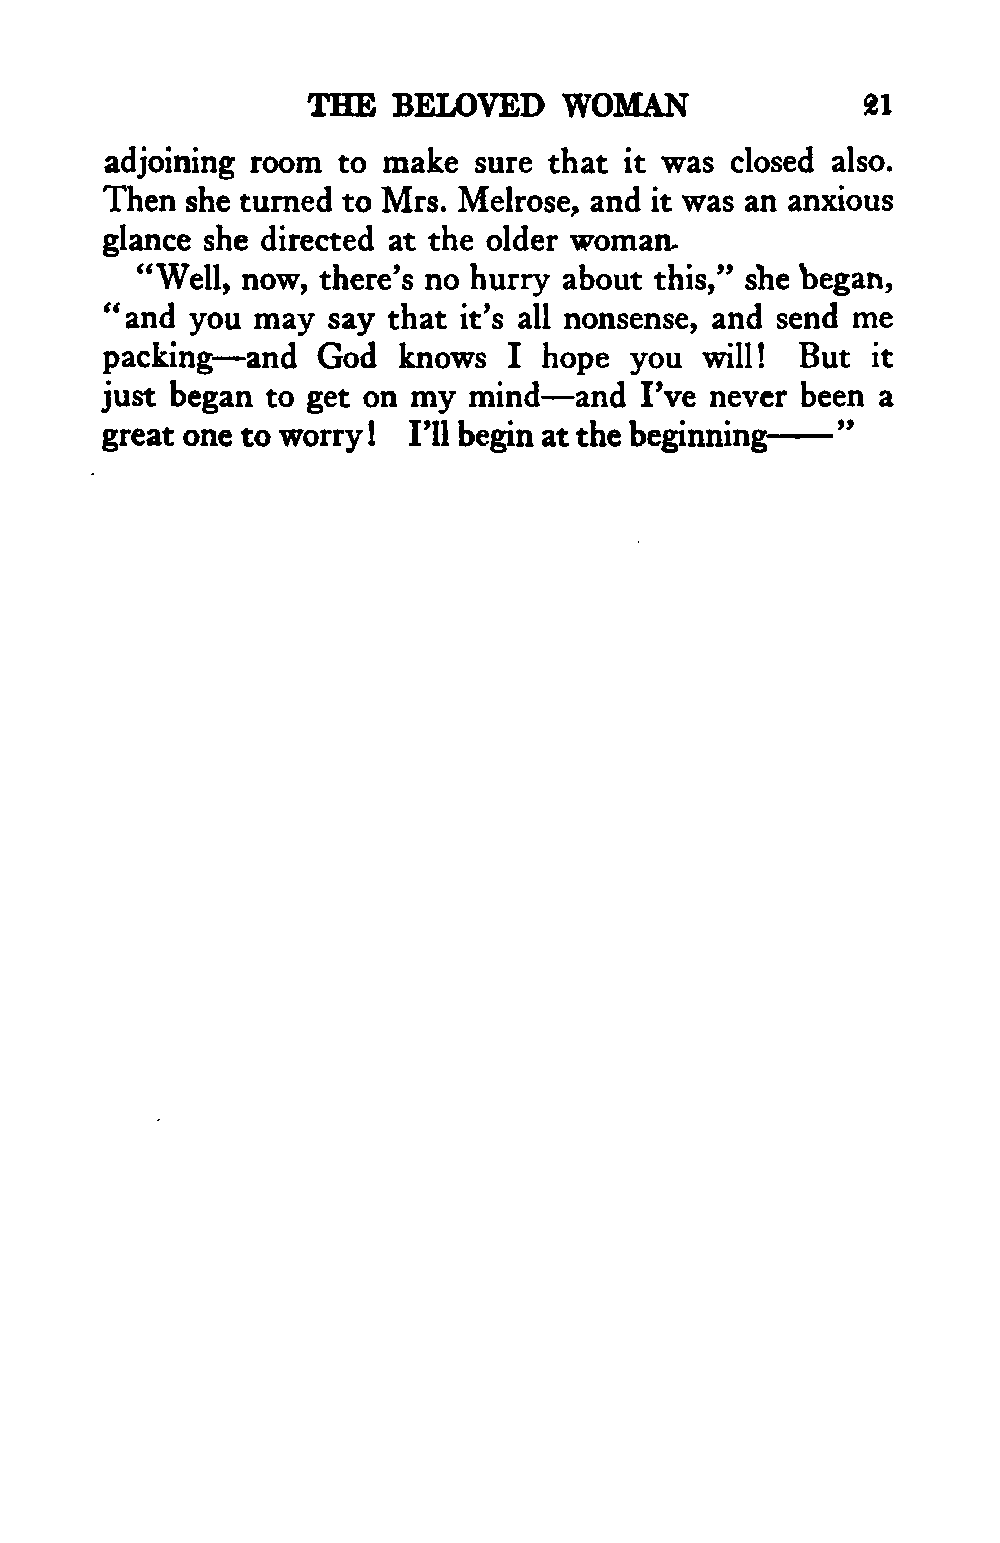 THE BELOVED WOMAN 21
adjoining room to make sure that it was closed also.
Then she turned to Mrs. Melrose, and it was an anxious
glance she directed at the older woman.
“Well, now, there’s no hurry about this,” she began,
“and you may say that it’s all nonsense, and send me
packing—and God knows I hope you will! But it
just began to get on my mind—and I’ve never been a
great one to worry! I’ll begin at the beginning——”